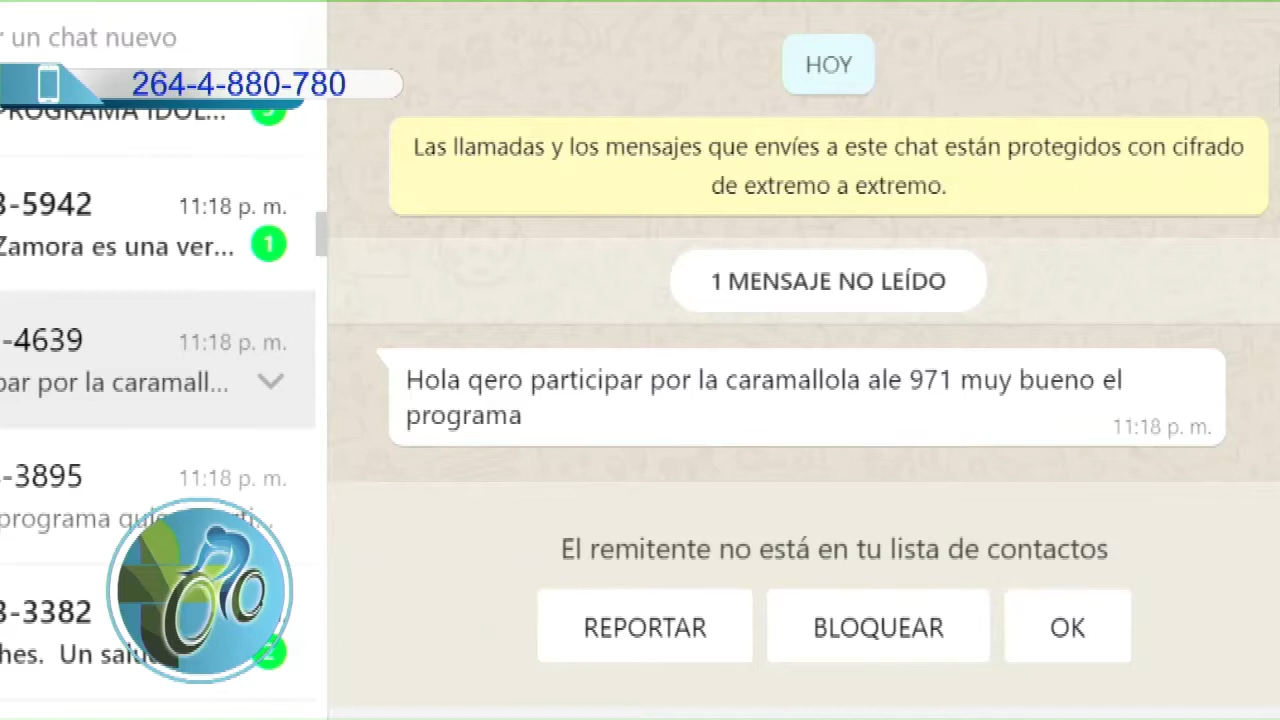 r un chat nuevo
264-4-880-780
PROGRAMA IDOL...
3-5942
11:18 p. m.
Zamora es una ver...
1
-4639
11:18 p. m.
par por la caramall...
-3895
11:18 p. m.
programa
3-3382
hes. Un
2
HOY
Las llamadas y los mensajes que envíes a este chat están protegidos con cifrado
de extremo a extremo.
1 MENSAJE NO LEÍDO
Hola qero participar por la caramallola ale 971 muy bueno el
programa
11:18 p. m.
El remitente no está en tu lista de contactos
REPORTAR
BLOQUEAR
OK